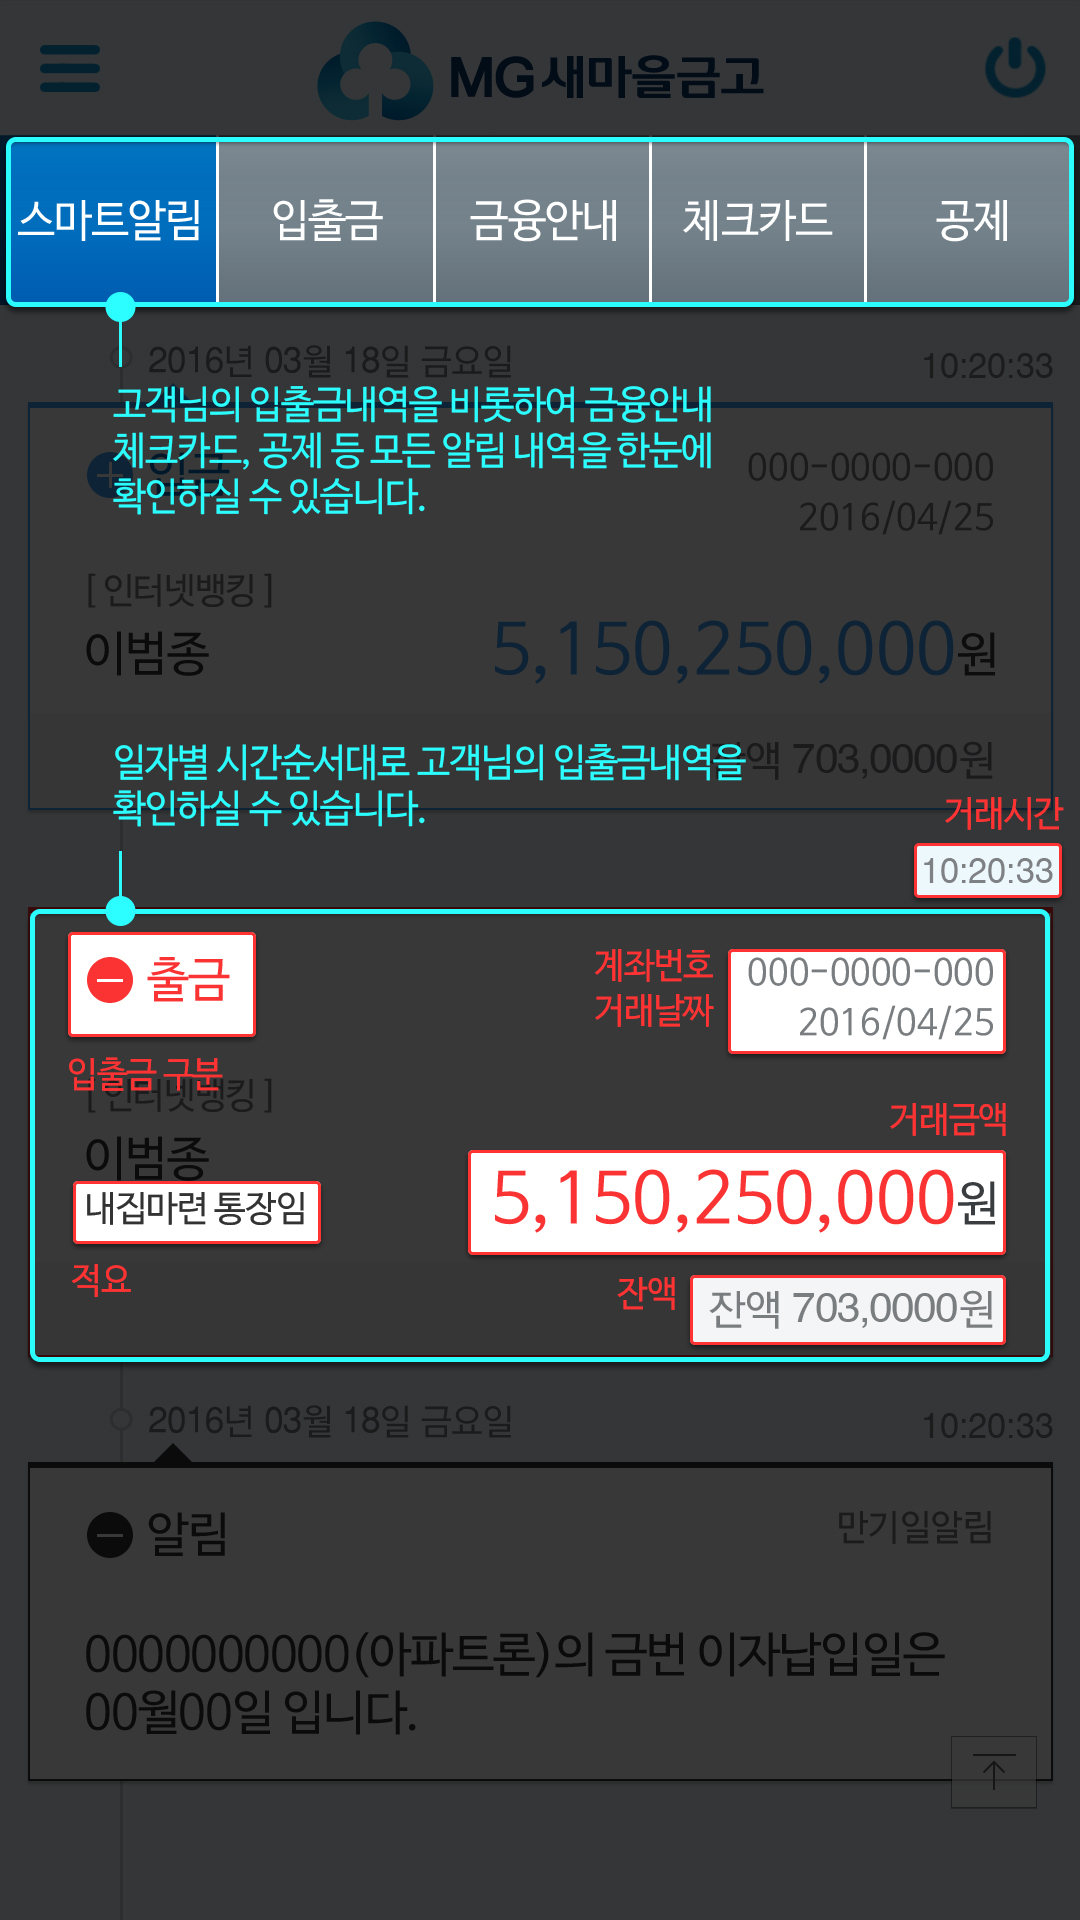 MG새마을금고
스마트알림 입출금 금융안내 체크카드 공제
2016년 03월 18일 금요일 10:20:33
고객님의 입출금내역을 비롯하여 금융안내
체크카드, 공제 등 모든 알림 내역을 한눈에
확인하실 수 있습니다.
입금 000-0000-000
2016/04/25
[ 인터넷뱅킹 ]
이범종 5,150,250,000원
잔액 703,0000원
일자별 시간순서대로 고객님의 입출금내역을
확인하실 수 있습니다.
거래시간
10:20:33
출금 계좌번호 000-0000-000
거래날짜 2016/04/25
입출금 구분
[ 인터넷뱅킹 ]
거래금액
이범종
내집마련 통장임 5,150,250,000원
적요 잔액 잔액 703,0000원
2016년 03월 18일 금요일 10:20:33
알림 만기일알림
0000000000(아파트론)의 금번 이자납입일은
00월00일 입니다.